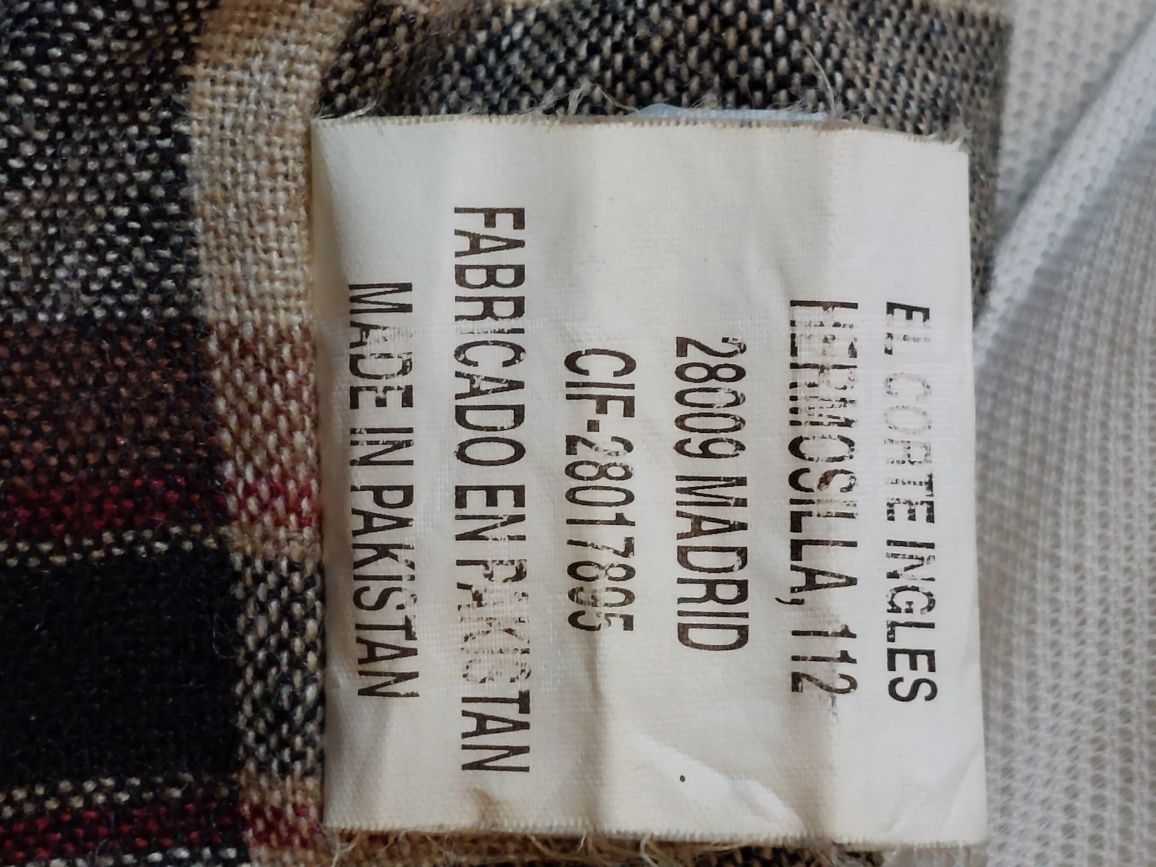 EL CORTE INGLES
HERMOSILLA, 112
28009 MADRID
CIF-28017895
FABRICADO EN PAKISTAN
MADE IN PAKISTAN